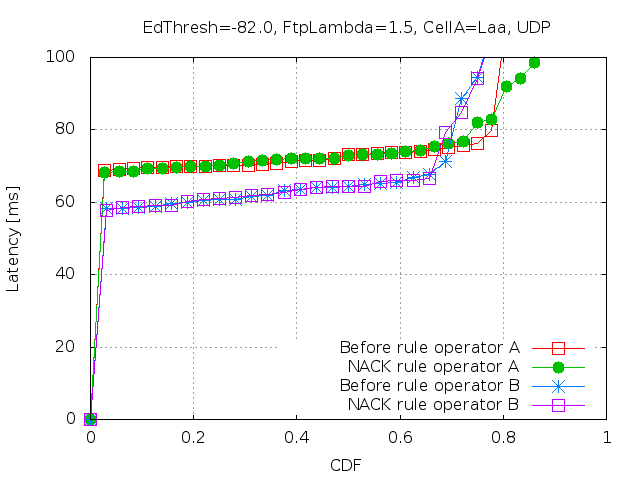 EdThresh=-82.0, FtpLambda=1.5, CellA=Laa, UDP
100
80
60
40
20
0
Latency [ms]
Before rule operator A
NACK rule operator A
Before rule operator B
NACK rule operator B
0 0.2 0.4 0.6 0.8 1
CDF